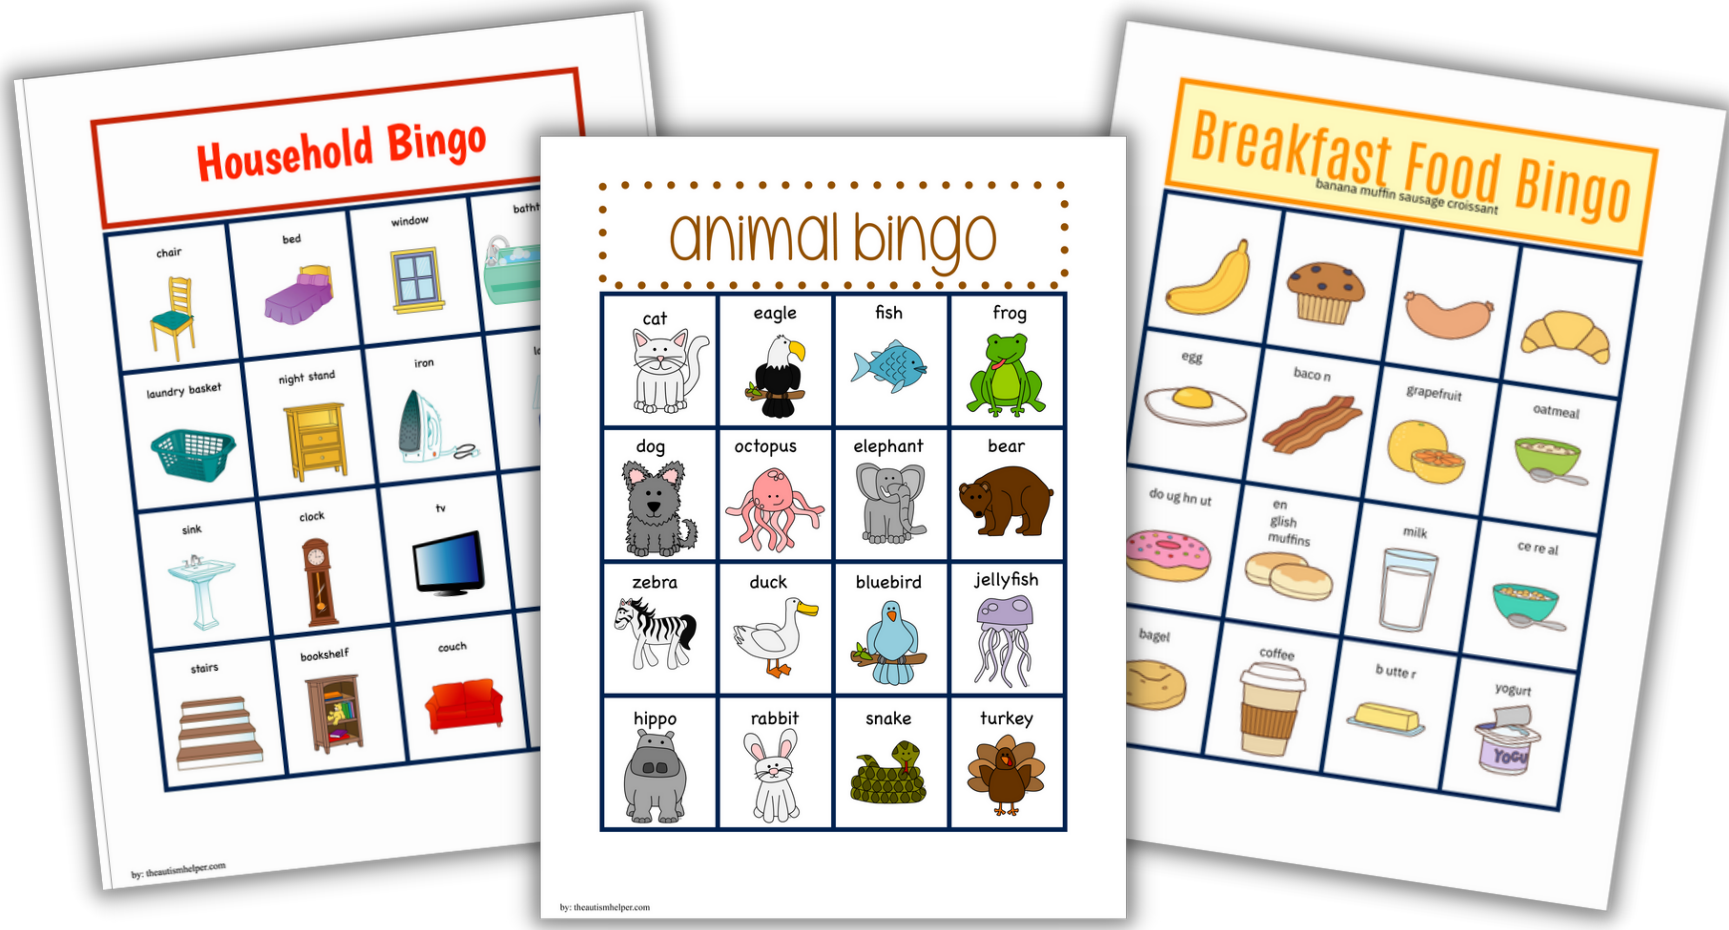 Household Bingo
chair
bed
window
laundry basket
night stand
iron
sink
clock
tv
stairs
bookshelf
couch
by: theautismhelper.com
animal bingo
cat
eagle
fish
frog
dog
octopus
elephant
bear
zebra
duck
bluebird
jellyfish
hippo
rabbit
snake
turkey
by: theautismhelper.com
Breakfast Food Bingo
banana muffin sausage croissant
egg
baco n
grapefruit
oatmeal
do ug hn ut
en
glish
muffins
milk
ce re al
bagel
coffee
b utte r
yogurt
YOGU